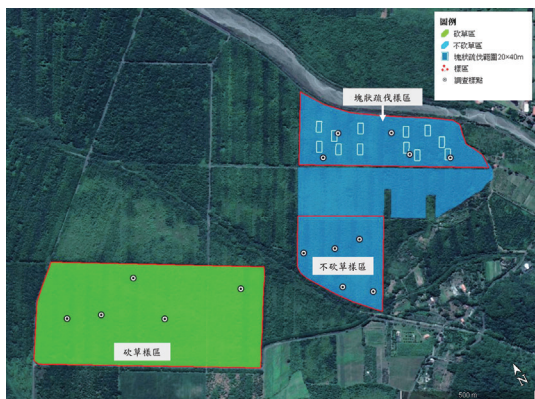 圖例
砍草區
不砍草區
塊狀疏伐範圍20×40m
樣區
調查樣點
塊狀疏伐樣區
不砍草樣區
砍草樣區
500 m
N